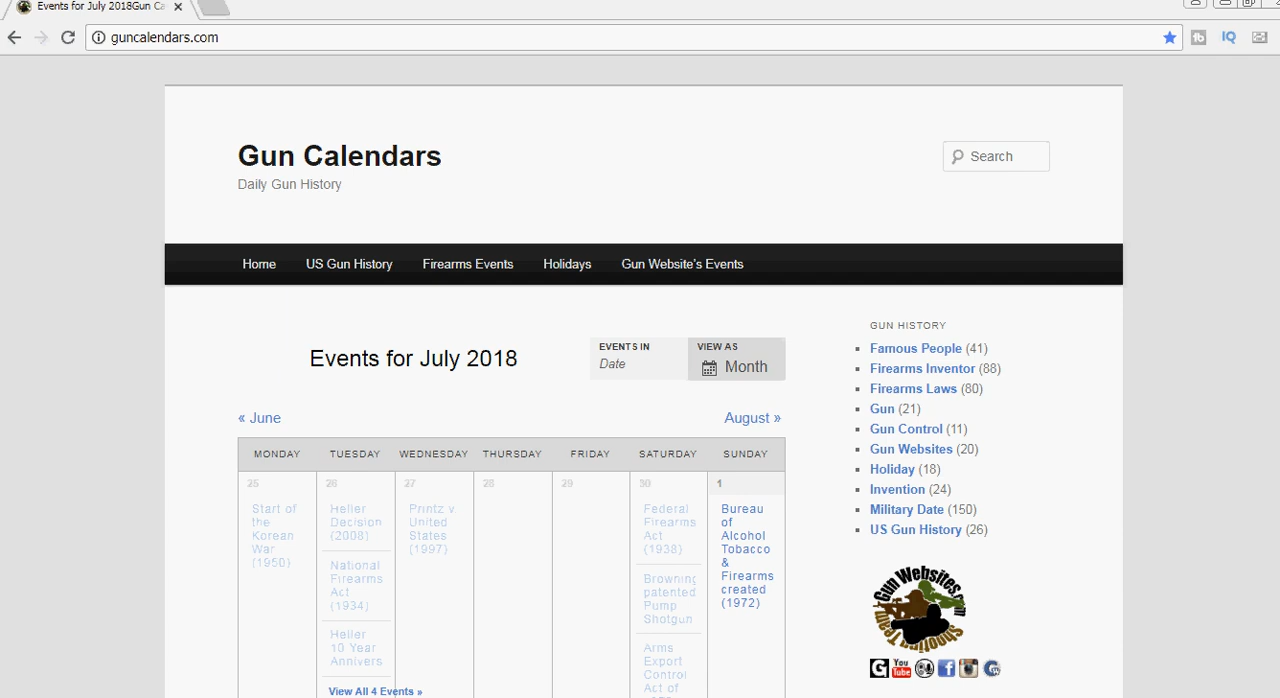 Events for July 2018Gun Ca
guncalendars.com
Gun Calendars
Daily Gun History
Search
Home
US Gun History
Firearms Events
Holidays
Gun Website's Events
Events for July 2018
EVENTS IN
Date
VIEW AS
Month
« June
August »
MONDAY
TUESDAY
WEDNESDAY
THURSDAY
FRIDAY
SATURDAY
SUNDAY
25
Start of
the
Korean
War
(1950)
26
Heller
Decision
(2008)
National
Firearms
Act
(1934)
Heller
10 Year
Annivers
View All 4 Events »
27
Printz v.
United
States
(1997)
28
29
30
Federal
Firearms
Act
(1938)
Browning
patented
Pump
Shotgun
Arms
Export
Control
Act of
1
Bureau
of
Alcohol
Tobacco
&
Firearms
created
(1972)
GUN HISTORY
Famous People (41)
Firearms Inventor (88)
Firearms Laws (80)
Gun (21)
Gun Control (11)
Gun Websites (20)
Holiday (18)
Invention (24)
Military Date (150)
US Gun History (26)
Gun Websites.com
Shooting Team
G
You
Tube
f
IQ